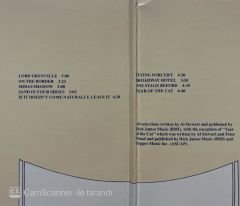 LORD GRENVILLE 5:00
ON THE BORDER 3:22
MIDAS SHADOW 3:08
SAND IN YOUR SHOES 3:02
IF IT DOESN'T COME NATURALLY, LEAVE IT 4:28
FLYING SORCERY 4:20
BROADWAY HOTEL 3:55
ONE STAGE BEFORE 4:39
YEAR OF THE CAT 6:40
All selections written by Al Stewart and published by
Dick James Music (BMI), with the exception of "Year
of the Cat" which was written by Al Stewart and Peter
Wood and published by Dick James Music (BMI) and
Music Inc. (ASCAP).
CS CamScanner ile tarandı